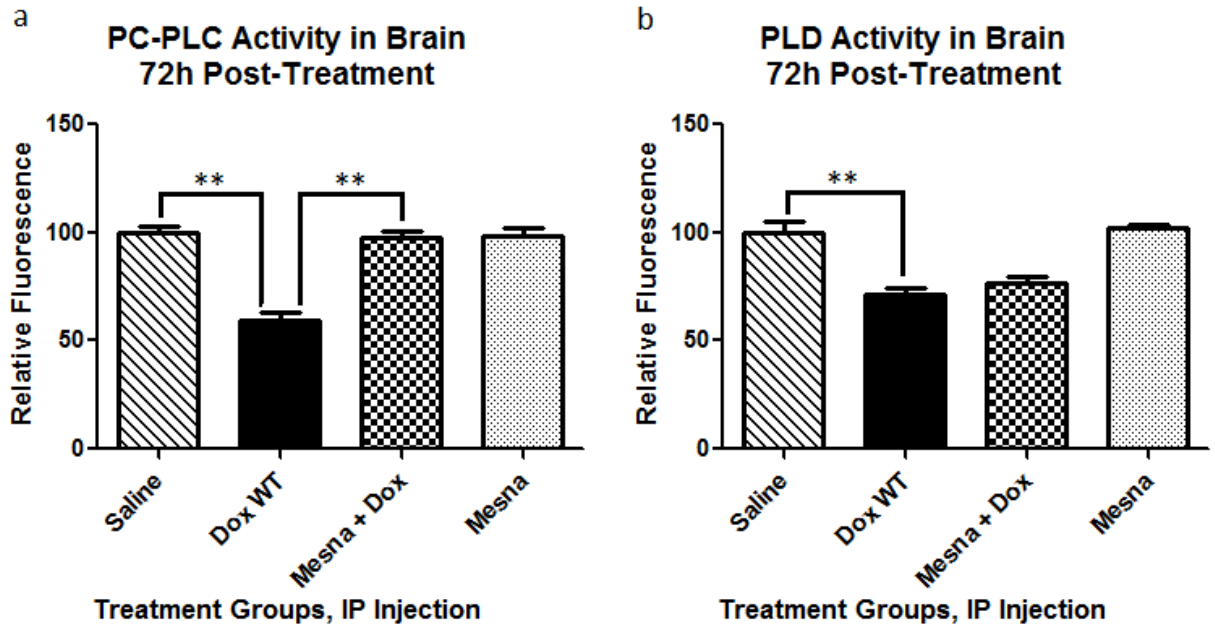 a
PC-PLC Activity in Brain
72h Post-Treatment
150
100
50
0
Relative Fluorescence
**
**
Saline
Dox WT
Mesna + Dox
Mesna
Treatment Groups, IP Injection
b
PLD Activity in Brain
72h Post-Treatment
150
100
50
0
Relative Fluorescence
**
Saline
Dox WT
Mesna + Dox
Mesna
Treatment Groups, IP Injection